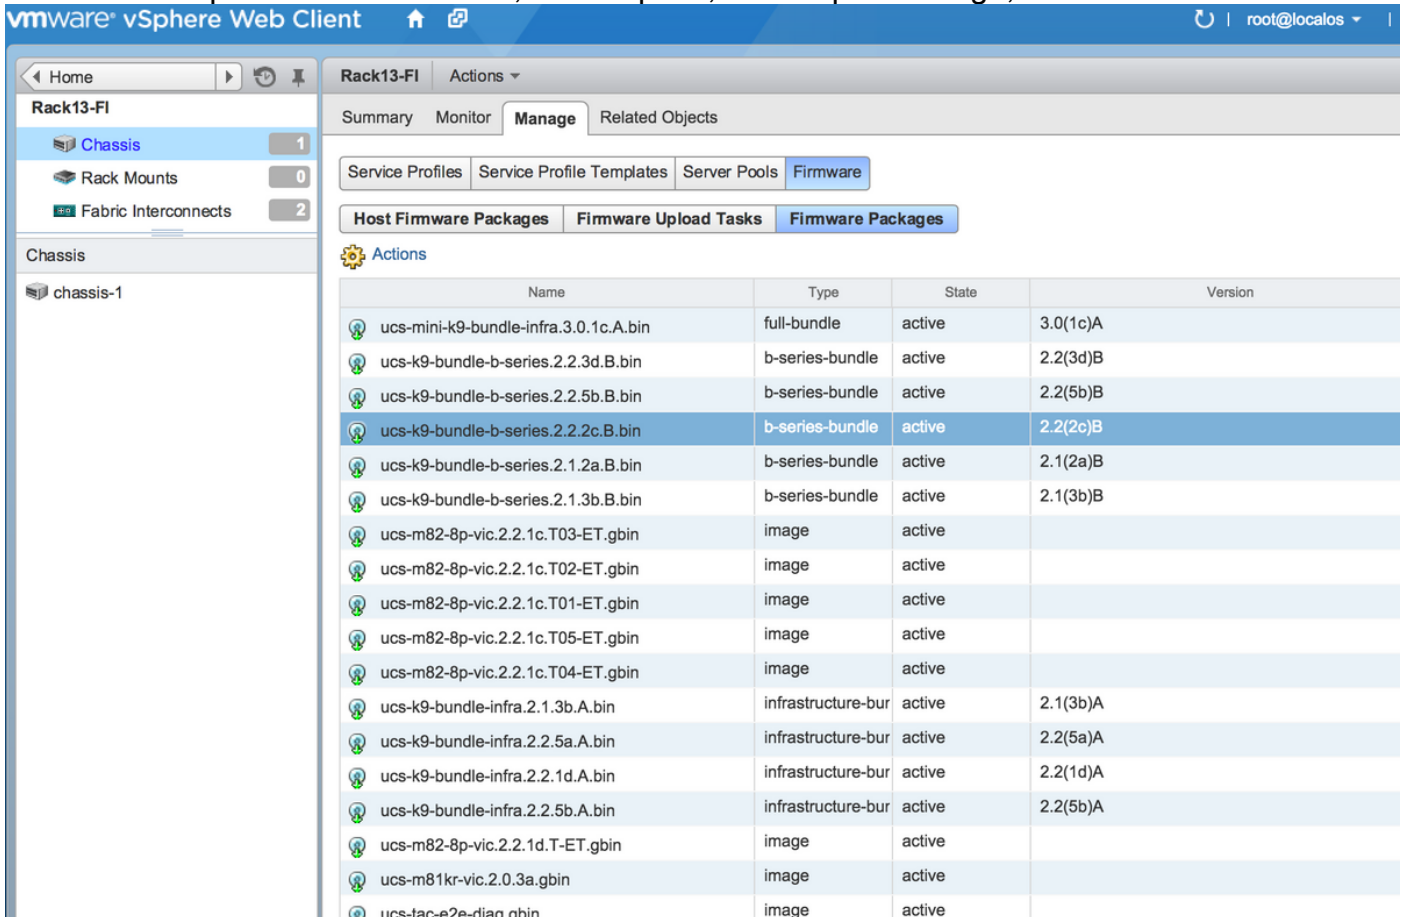 vmware® vSphere Web Client
root@localos
Home
Rack13-FI
Chassis 1
Rack Mounts 0
Fabric Interconnects 2
Chassis
chassis-1
Rack13-FI Actions
Summary Monitor Manage Related Objects
Service Profiles Service Profile Templates Server Pools Firmware
Host Firmware Packages Firmware Upload Tasks Firmware Packages
Actions
Name Type State Version
ucs-mini-k9-bundle-infra.3.0.1c.A.bin full-bundle active 3.0(1c)A
ucs-k9-bundle-b-series.2.2.3d.B.bin b-series-bundle active 2.2(3d)B
ucs-k9-bundle-b-series.2.2.5b.B.bin b-series-bundle active 2.2(5b)B
ucs-k9-bundle-b-series.2.2.2c.B.bin b-series-bundle active 2.2(2c)B
ucs-k9-bundle-b-series.2.1.2a.B.bin b-series-bundle active 2.1(2a)B
ucs-k9-bundle-b-series.2.1.3b.B.bin b-series-bundle active 2.1(3b)B
ucs-m82-8p-vic.2.2.1c.T03-ET.gbin image active
ucs-m82-8p-vic.2.2.1c.T02-ET.gbin image active
ucs-m82-8p-vic.2.2.1c.T01-ET.gbin image active
ucs-m82-8p-vic.2.2.1c.T05-ET.gbin image active
ucs-m82-8p-vic.2.2.1c.T04-ET.gbin image active
ucs-k9-bundle-infra.2.1.3b.A.bin infrastructure-bur active 2.1(3b)A
ucs-k9-bundle-infra.2.2.5a.A.bin infrastructure-bur active 2.2(5a)A
ucs-k9-bundle-infra.2.2.1d.A.bin infrastructure-bur active 2.2(1d)A
ucs-k9-bundle-infra.2.2.5b.A.bin infrastructure-bur active 2.2(5b)A
ucs-m82-8p-vic.2.2.1d.T-ET.gbin image active
ucs-m81kr-vic.2.0.3a.gbin image active
ucs-tac-e2e-diag.gbin image active